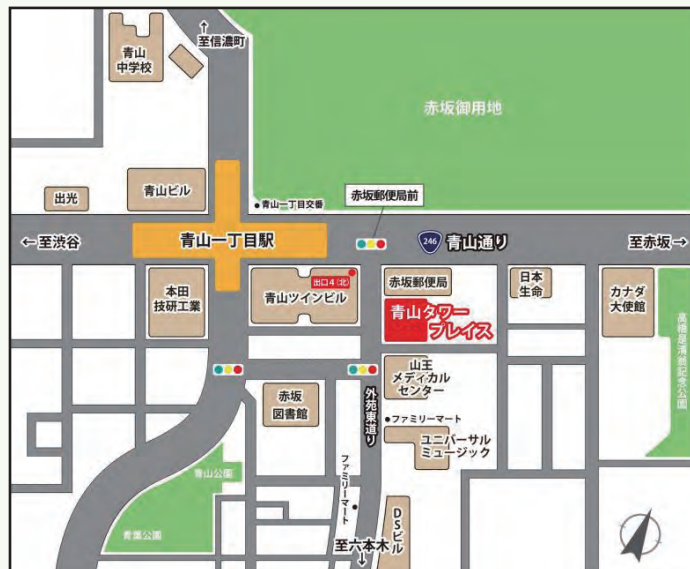 ↑
至信濃町
青山
中学校
赤坂御用地
出光
青山ビル
青山一丁目交番
赤坂郵便局前
←至渋谷
青山一丁目駅
246
青山通り
至赤坂→
本田
技研工業
出口4(北)
青山ツインビル
赤坂郵便局
日本
生命
カナダ
大使館
青山タワー
プレイス
高橋是清翁記念公園
山王
メディカル
センター
赤坂
図書館
外苑東通り
ファミリーマート
ユニバーサル
ミュージック
青山公園
ファミリーマート
青葉公園
DSビル
至六本木
↓